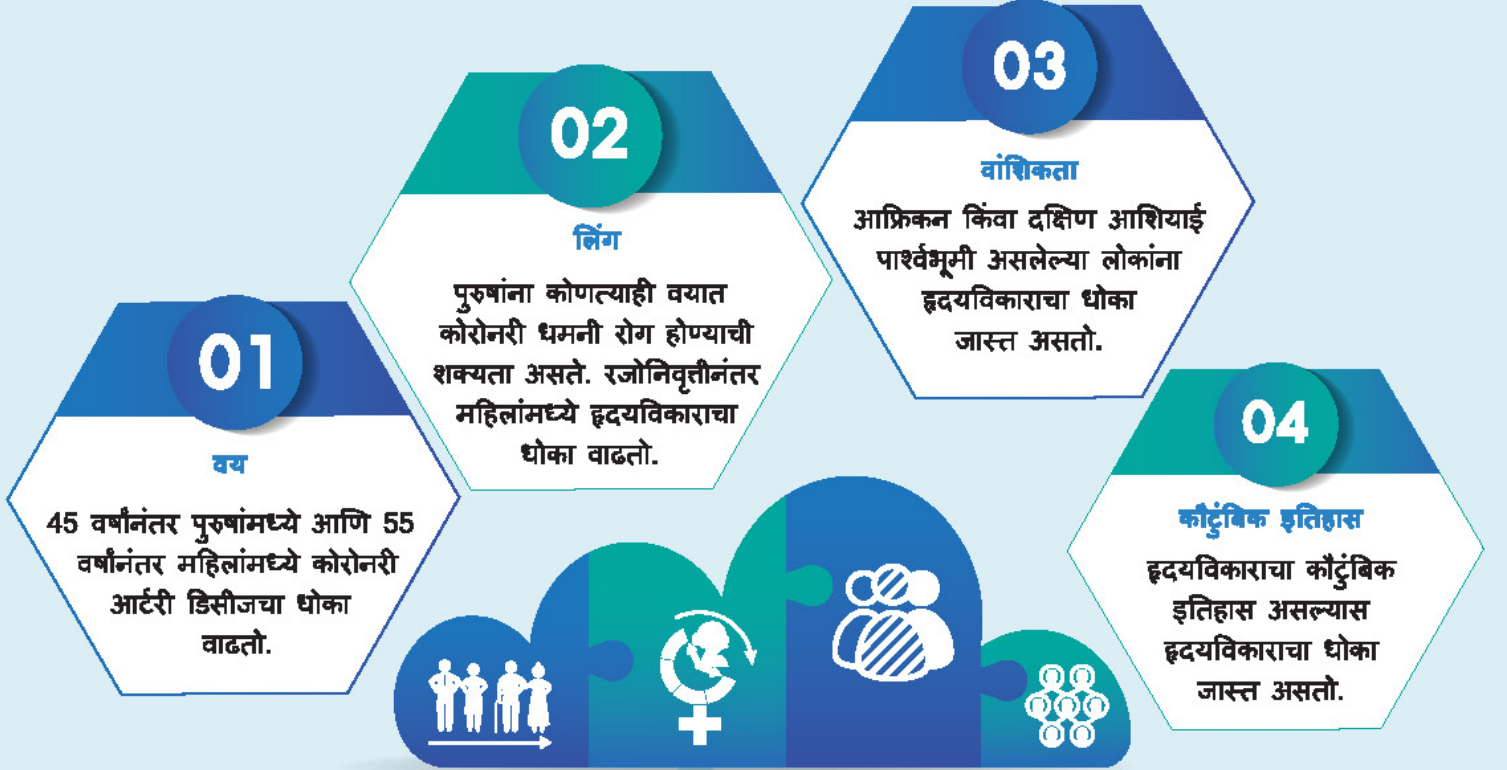 01
वय
45 वर्षांनंतर पुरुषांमध्ये आणि 55
वर्षांनंतर महिलांमध्ये कोरोनरी
आर्टरी डिसीजचा धोका
वाढतो.
02
लिंग
पुरुषांना कोणत्याही वयात
कोरोनरी धमनी रोग होण्याची
शक्यता असते. रजोनिवृत्तीनंतर
महिलांमध्ये हृदयविकाराचा
धोका वाढतो.
03
वांशिकता
आफ्रिकन किंवा दक्षिण आशियाई
पार्श्वभूमी असलेल्या लोकांना
हृदयविकाराचा धोका
जास्त असतो.
04
कौटुंबिक इतिहास
हृदयविकाराचा कौटुंबिक
इतिहास असल्यास
हृदयविकाराचा धोका
जास्त असतो.